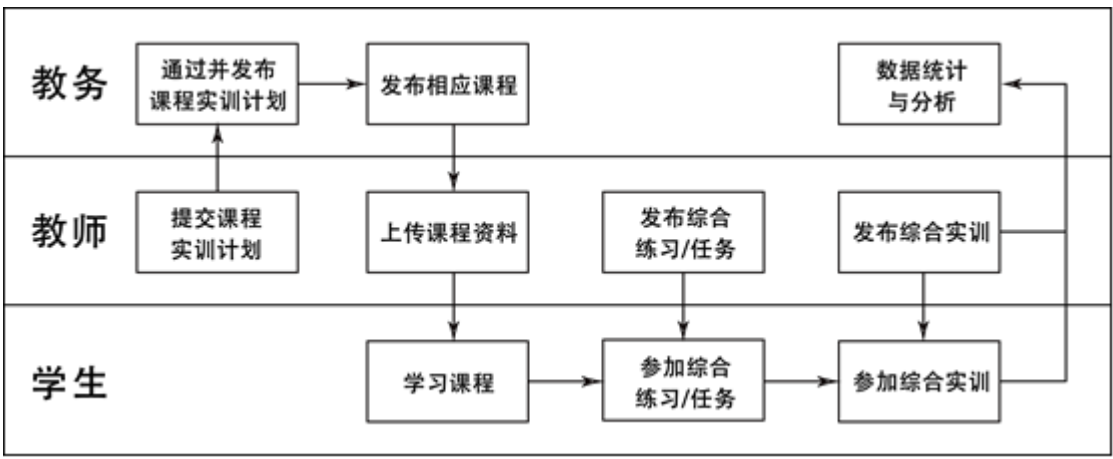 教务
通过并发布
课程实训计划
发布相应课程
数据统计
与分析
教师
提交课程
实训计划
上传课程资料
发布综合
练习/任务
发布综合实训
学生
学习课程
参加综合
练习/任务
参加综合实训